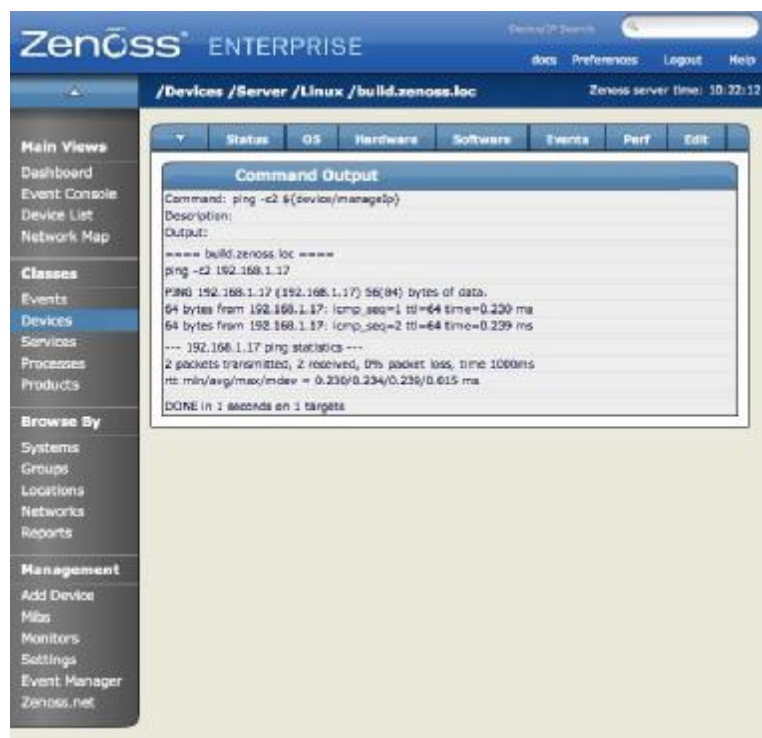 Zenōss ENTERPRISE
Device/IP Search
docs Preferences Logout Help
/Devices /Server /Linux /build.zenoss.loc
Zenoss server time: 10:22:12
Main Views
Dashboard
Event Console
Device List
Network Map
Classes
Events
Devices
Services
Processes
Products
Browse By
Systems
Groups
Locations
Networks
Reports
Management
Add Device
Mibs
Monitors
Settings
Event Manager
Zenoss.net
Status OS Hardware Software Events Perf Edit
Command Output
Command: ping -c2 ${device/manageIp}
Description:
Output:
==== build.zenoss.loc ====
ping -c2 192.168.1.17
PING 192.168.1.17 (192.168.1.17) 56(84) bytes of data.
64 bytes from 192.168.1.17: icmp_seq=1 ttl=64 time=0.230 ms
64 bytes from 192.168.1.17: icmp_seq=2 ttl=64 time=0.239 ms
--- 192.168.1.17 ping statistics ---
2 packets transmitted, 2 received, 0% packet loss, time 1000ms
rtt min/avg/max/mdev = 0.230/0.234/0.239/0.015 ms
DONE in 1 seconds on 1 targets